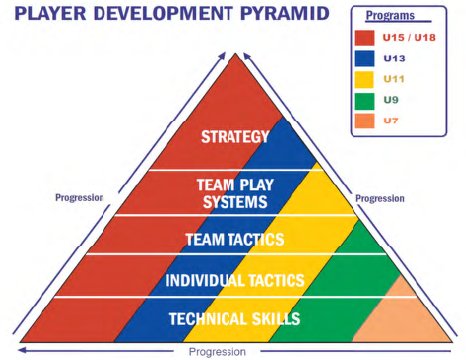 PLAYER DEVELOPMENT PYRAMID
Programs
U15 / U18
U13
U11
U9
U7
STRATEGY
TEAM PLAY
SYSTEMS
Progression
Progression
TEAM TACTICS
INDIVIDUAL TACTICS
TECHNICAL SKILLS
Progression